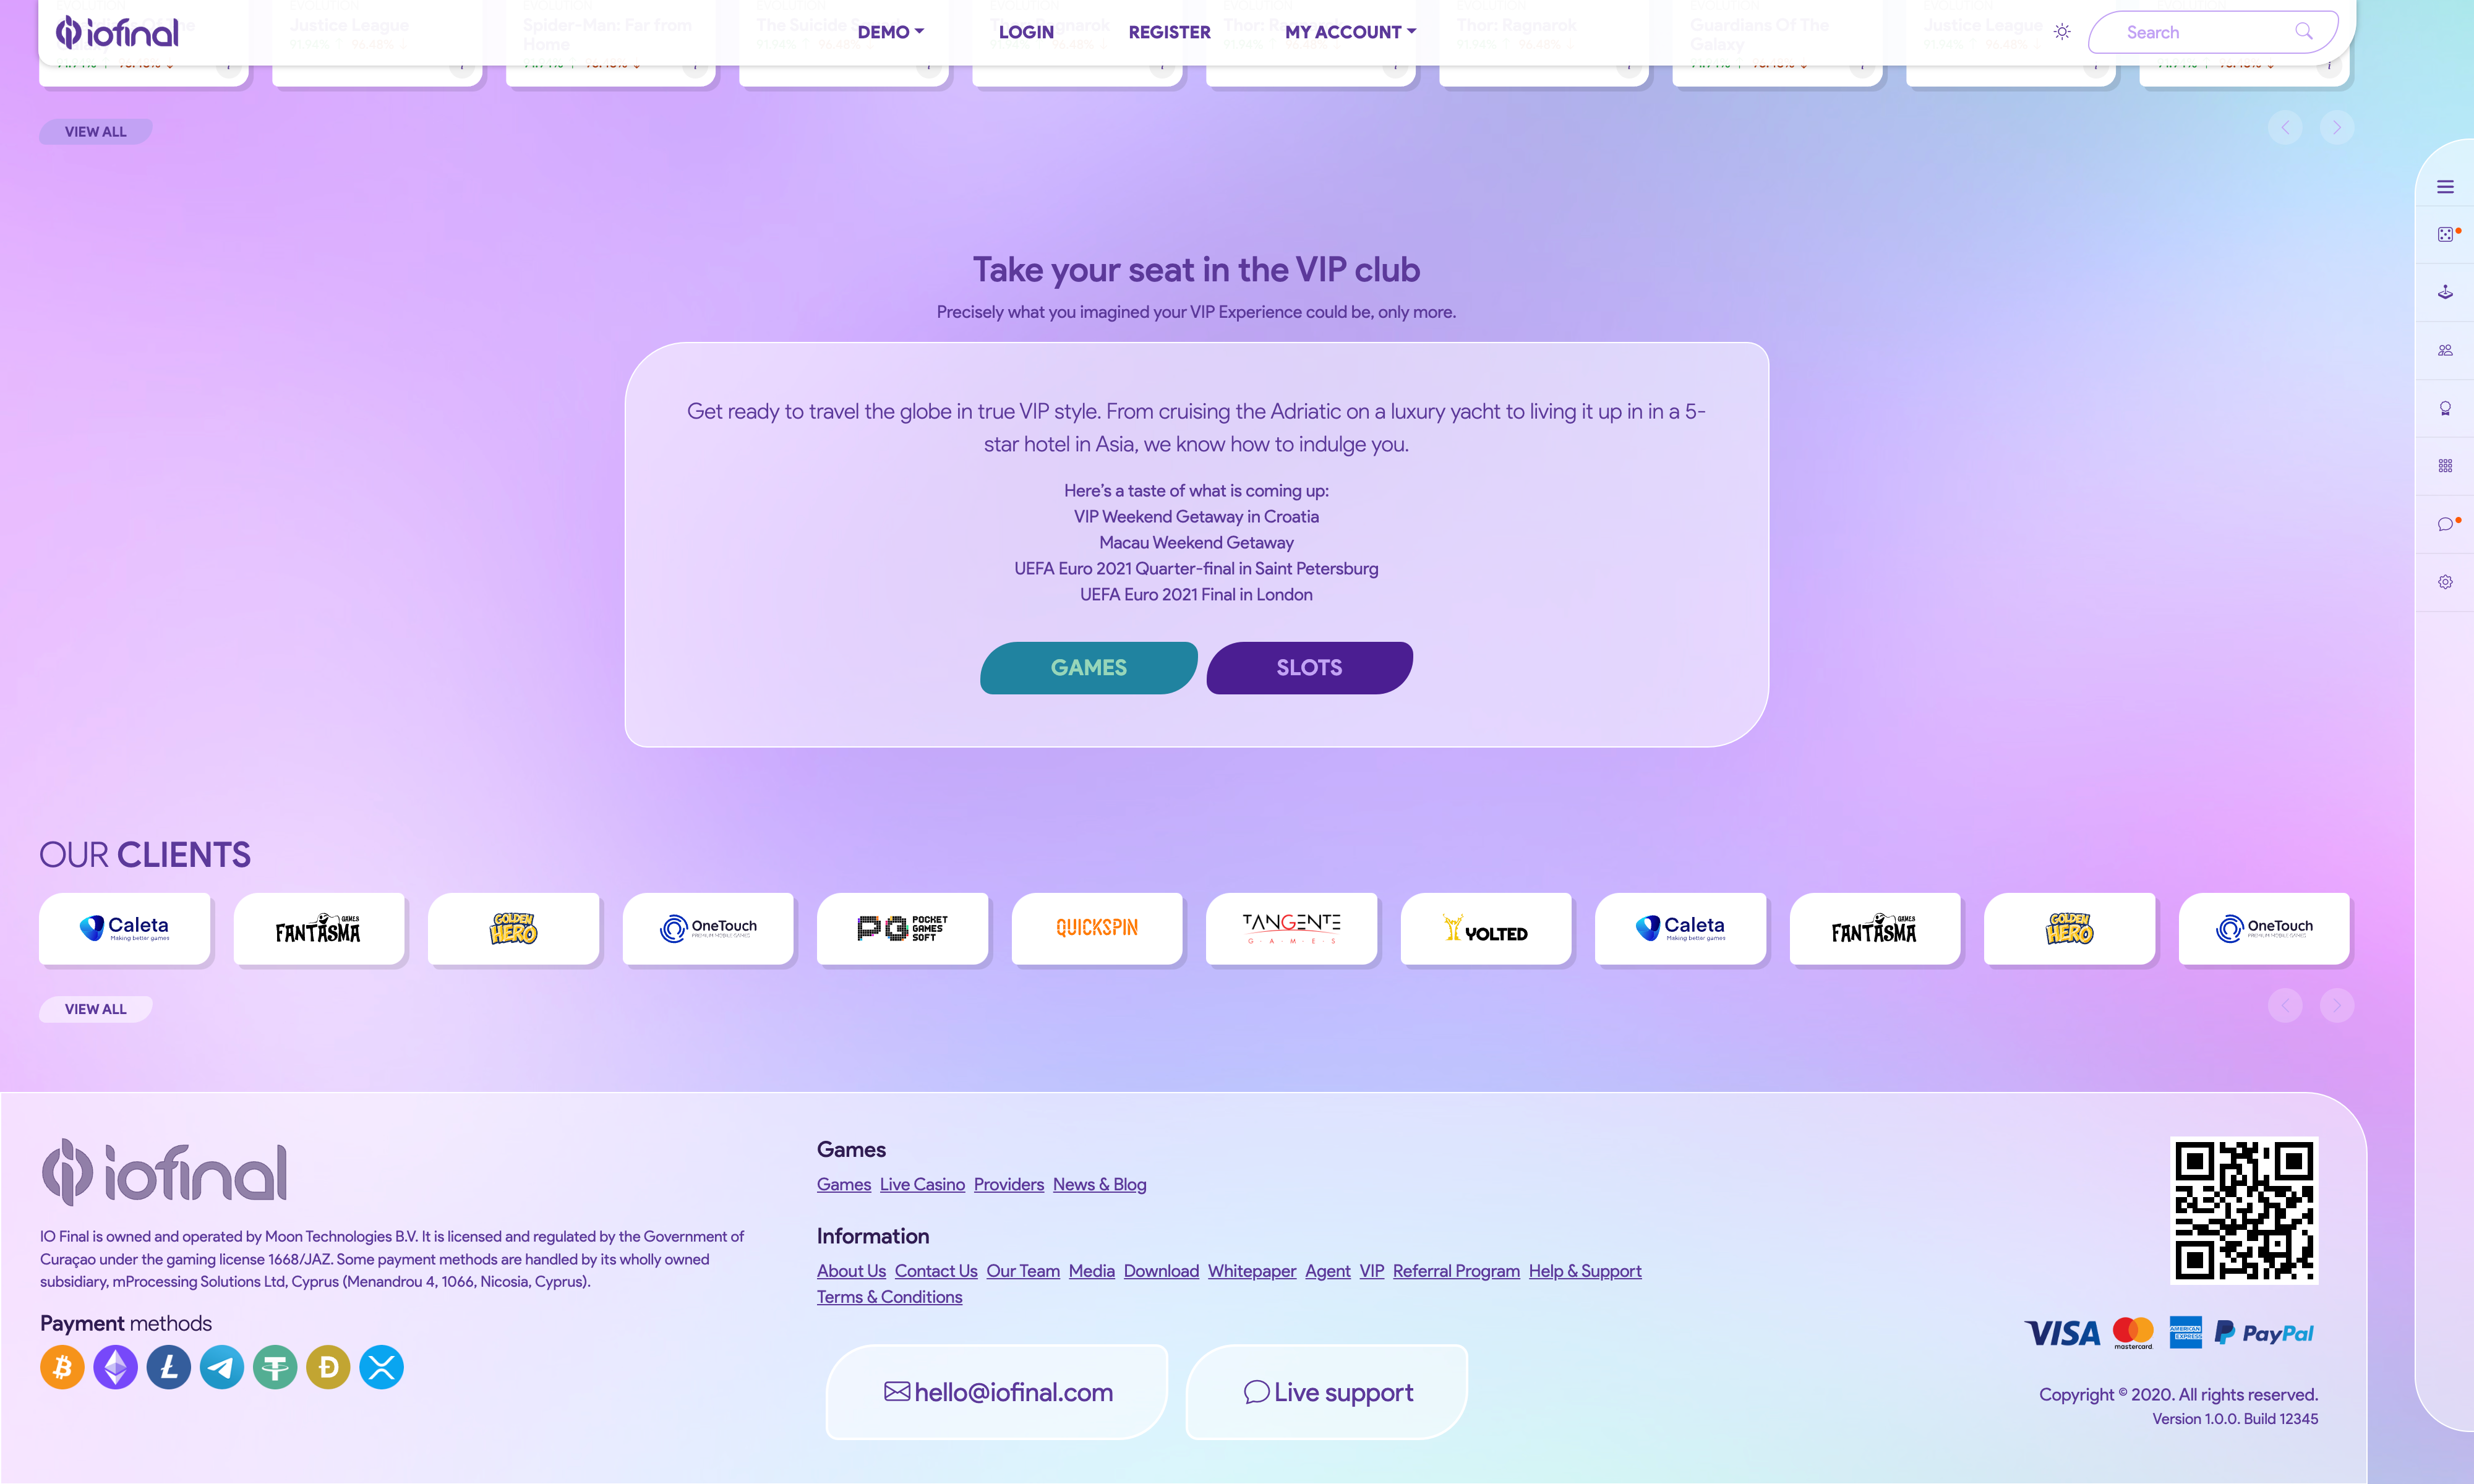 iofinal
DEMO
LOGIN
REGISTER
MY ACCOUNT
Search
Justice League
Spider-Man: Far from
Home
The Suicide Squad
Thor: Ragnarok
Thor: Ragnarok
Guardians Of The
Galaxy
Justice League
VIEW ALL
Take your seat in the VIP club
Precisely what you imagined your VIP Experience could be, only more.
Get ready to travel the globe in true VIP style. From cruising the Adriatic on a luxury yacht to living it up in in a 5-
star hotel in Asia, we know how to indulge you.
Here's a taste of what is coming up:
VIP Weekend Getaway in Croatia
Macau Weekend Getaway
UEFA Euro 2021 Quarter-final in Saint Petersburg
UEFA Euro 2021 Final in London
GAMES
SLOTS
OUR CLIENTS
Caleta
Making better games
FANTASMA GAMES
GOLDEN HERO
OneTouch
PREMIUM MOBILE GAMES
PG POCKET GAMES SOFT
QUICKSPIN
TANGENTE
GAMES
YOLTED
Caleta
Making better games
FANTASMA GAMES
GOLDEN HERO
OneTouch
PREMIUM MOBILE GAMES
VIEW ALL
iofinal
IO Final is owned and operated by Moon Technologies B.V. It is licensed and regulated by the Government of
Curaçao under the gaming license 1668/JAZ. Some payment methods are handled by its wholly owned
subsidiary, mProcessing Solutions Ltd, Cyprus (Menandrou 4, 1066, Nicosia, Cyprus).
Payment methods
Games
Games Live Casino Providers News & Blog
Information
About Us Contact Us Our Team Media Download Whitepaper Agent VIP Referral Program Help & Support
Terms & Conditions
hello@iofinal.com
Live support
VISA
mastercard.
AMERICAN EXPRESS
PayPal
Copyright © 2020. All rights reserved.
Version 1.0.0. Build 12345